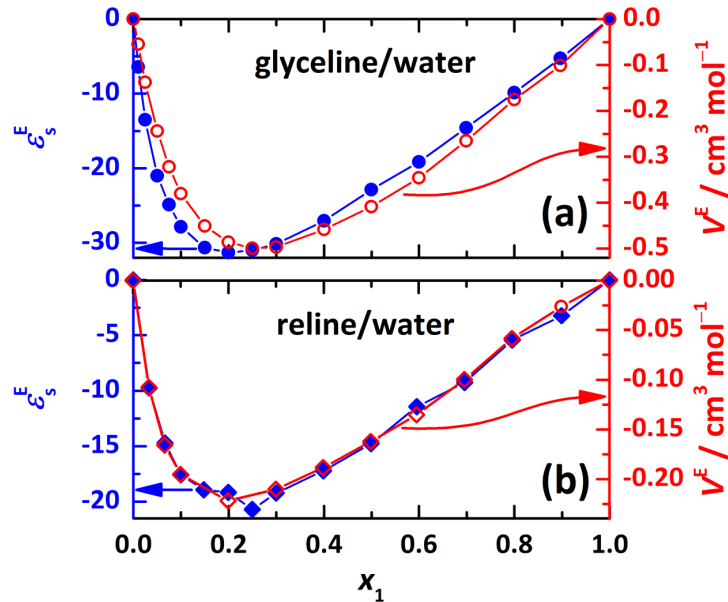 0
-10
-20
-30
ε_s^E
glyceline/water
(a)
0.0
-0.1
-0.2
-0.3
-0.4
-0.5
V^E / cm^3 mol^−1
0
-5
-10
-15
-20
ε_s^E
reline/water
(b)
0.00
-0.05
-0.10
-0.15
-0.20
V^E / cm^3 mol^−1
0.0 0.2 0.4 0.6 0.8 1.0
x_1